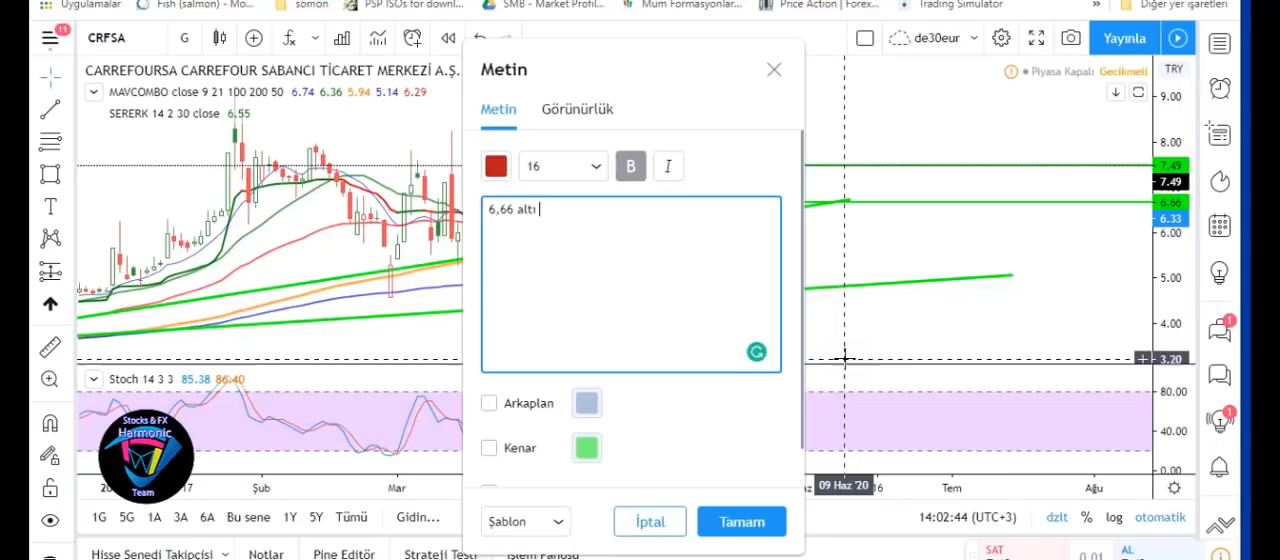 Uygulamalar
Fish (salmon) - Mo...
somon
PSP ISOs for downl...
SMB - Market Profil...
Mum Formasyonlar...
Price Action | Forex...
Trading Simulator
»
Diğer yer işaretleri
11
CRFSA
G
de30eur
Yayınla
CARREFOURSA CARREFOUR SABANCI TİCARET MERKEZİ A.Ş.
MAVCOMBO close 9 21 100 200 50 6.74 6.36 5.94 5.14 6.29
SERERK 14 2 30 close 6.55
Piyasa Kapalı Gecikmeli
TRY
Metin
Metin
Görünürlük
16
B
I
6,66 altı
Arkaplan
Kenar
Şablon
İptal
Tamam
9.00
8.00
7.49
7.49
6.66
6.33
6.00
5.00
4.00
3.20
Stoch 14 3 3 85.38 86.40
80.00
40.00
0.00
Stocks & FX
Harmonic
Team
17
Şub
Mar
09 Haz '20
16
Tem
Ağu
1G 5G 1A 3A 6A Bu sene 1Y 5Y Tümü Gidin...
14:02:44 (UTC+3)
dzlt % log otomatik
Hisse Senedi Takipçisi
Notlar
Pine Editör
Strateji Testi
İşlem Panosu
SAT
0.01
AL
1
1